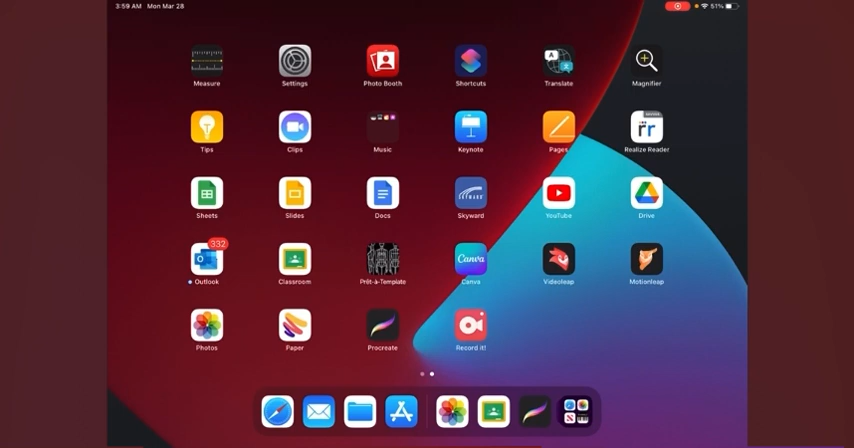 3:59 AM Mon Mar 28 51%
Measure Settings Photo Booth Shortcuts Translate Magnifier
Tips Clips Music Keynote Pages Realize Reader
Sheets Slides Docs Skyward YouTube Drive
332
Outlook Classroom Prêt-à-Template Canva Canva Videoleap Motionleap
Photos Paper Procreate Record it!